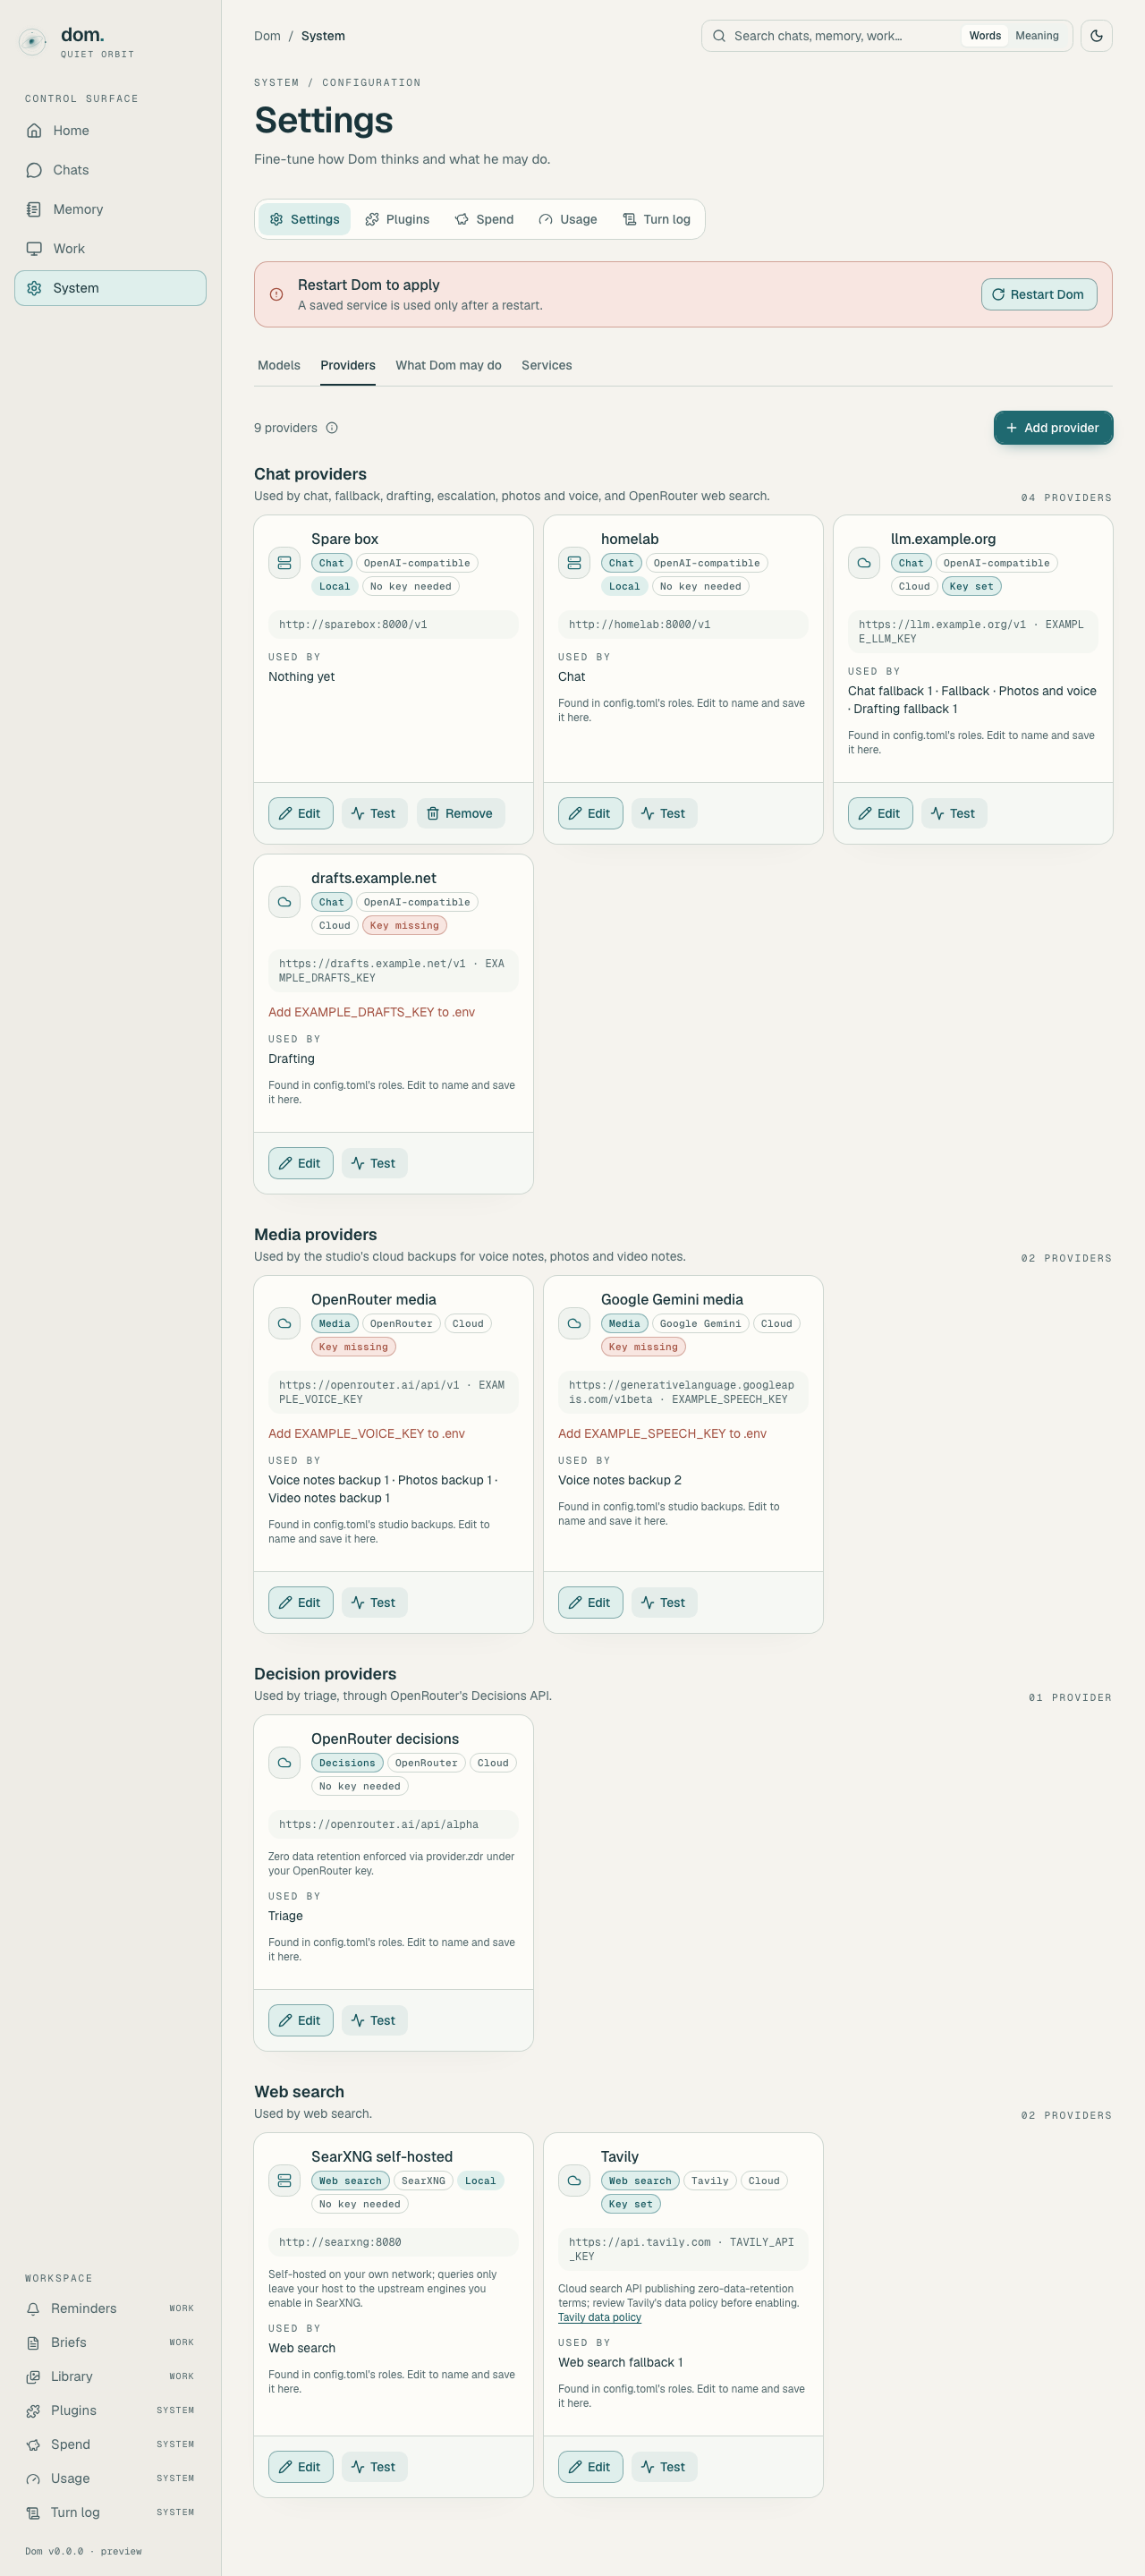 dom.
QUIET ORBIT
CONTROL SURFACE
Home
Chats
Memory
Work
System
WORKSPACE
Reminders WORK
Briefs WORK
Library WORK
Plugins SYSTEM
Spend SYSTEM
Usage SYSTEM
Turn log SYSTEM
Dom v0.0.0 · preview
Dom / System
Search chats, memory, work... Words Meaning
SYSTEM / CONFIGURATION
Settings
Fine-tune how Dom thinks and what he may do.
Settings Plugins Spend Usage Turn log
Restart Dom to apply
A saved service is used only after a restart.
Restart Dom
Models Providers What Dom may do Services
9 providers
Add provider
Chat providers
Used by chat, fallback, drafting, escalation, photos and voice, and OpenRouter web search.
04 PROVIDERS
Spare box
Chat OpenAI-compatible
Local No key needed
http://sparebox:8000/v1
USED BY
Nothing yet
Edit Test Remove
homelab
Chat OpenAI-compatible
Local No key needed
http://homelab:8000/v1
USED BY
Chat
Found in config.toml's roles. Edit to name and save
it here.
Edit Test
llm.example.org
Chat OpenAI-compatible
Cloud Key set
https://llm.example.org/v1 · EXAMPL
E_LLM_KEY
USED BY
Chat fallback 1 · Fallback · Photos and voice
· Drafting fallback 1
Found in config.toml's roles. Edit to name and save
it here.
Edit Test
drafts.example.net
Chat OpenAI-compatible
Cloud Key missing
https://drafts.example.net/v1 · EXA
MPLE_DRAFTS_KEY
Add EXAMPLE_DRAFTS_KEY to .env
USED BY
Drafting
Found in config.toml's roles. Edit to name and save
it here.
Edit Test
Media providers
Used by the studio's cloud backups for voice notes, photos and video notes.
02 PROVIDERS
OpenRouter media
Media OpenRouter Cloud
Key missing
https://openrouter.ai/api/v1 · EXAM
PLE_VOICE_KEY
Add EXAMPLE_VOICE_KEY to .env
USED BY
Voice notes backup 1 · Photos backup 1 ·
Video notes backup 1
Found in config.toml's studio backups. Edit to
name and save it here.
Edit Test
Google Gemini media
Media Google Gemini Cloud
Key missing
https://generativelanguage.googleap
is.com/v1beta · EXAMPLE_SPEECH_KEY
Add EXAMPLE_SPEECH_KEY to .env
USED BY
Voice notes backup 2
Found in config.toml's studio backups. Edit to
name and save it here.
Edit Test
Decision providers
Used by triage, through OpenRouter's Decisions API.
01 PROVIDER
OpenRouter decisions
Decisions OpenRouter Cloud
No key needed
https://openrouter.ai/api/alpha
Zero data retention enforced via provider.zdr under
your OpenRouter key.
USED BY
Triage
Found in config.toml's roles. Edit to name and save
it here.
Edit Test
Web search
Used by web search.
02 PROVIDERS
SearXNG self-hosted
Web search SearXNG Local
No key needed
http://searxng:8080
Self-hosted on your own network; queries only
leave your host to the upstream engines you
enable in SearXNG.
USED BY
Web search
Found in config.toml's roles. Edit to name and save
it here.
Edit Test
Tavily
Web search Tavily Cloud
Key set
https://api.tavily.com · TAVILY_API
_KEY
Cloud search API publishing zero-data-retention
terms; review Tavily's data policy before enabling.
Tavily data policy
USED BY
Web search fallback 1
Found in config.toml's roles. Edit to name and save
it here.
Edit Test